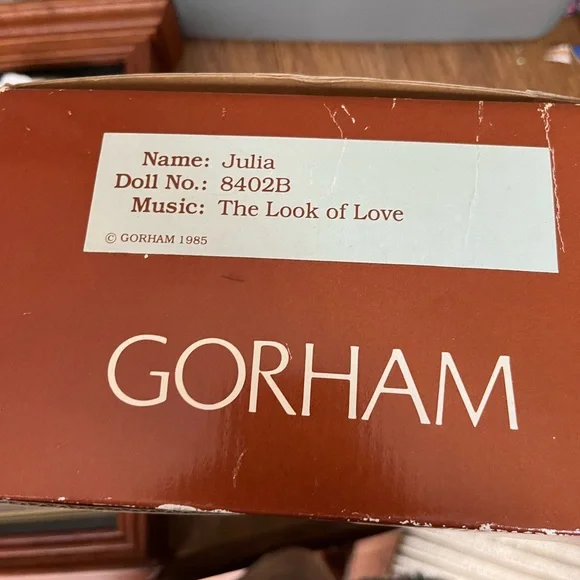 Name: Julia
Doll No.: 8402B
Music: The Look of Love
© GORHAM 1985
GORHAM